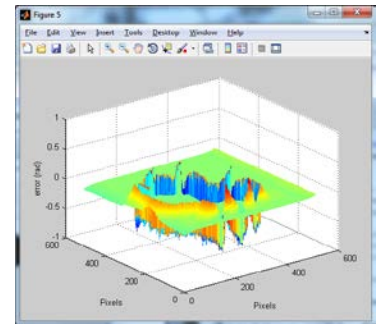 Figure 5
File Edit View Insert Tools Desktop Window Help
1
0.5
0
-0.5
-1
error (rad)
600
400
200
0
Pixels
0
200
400
600
Pixels